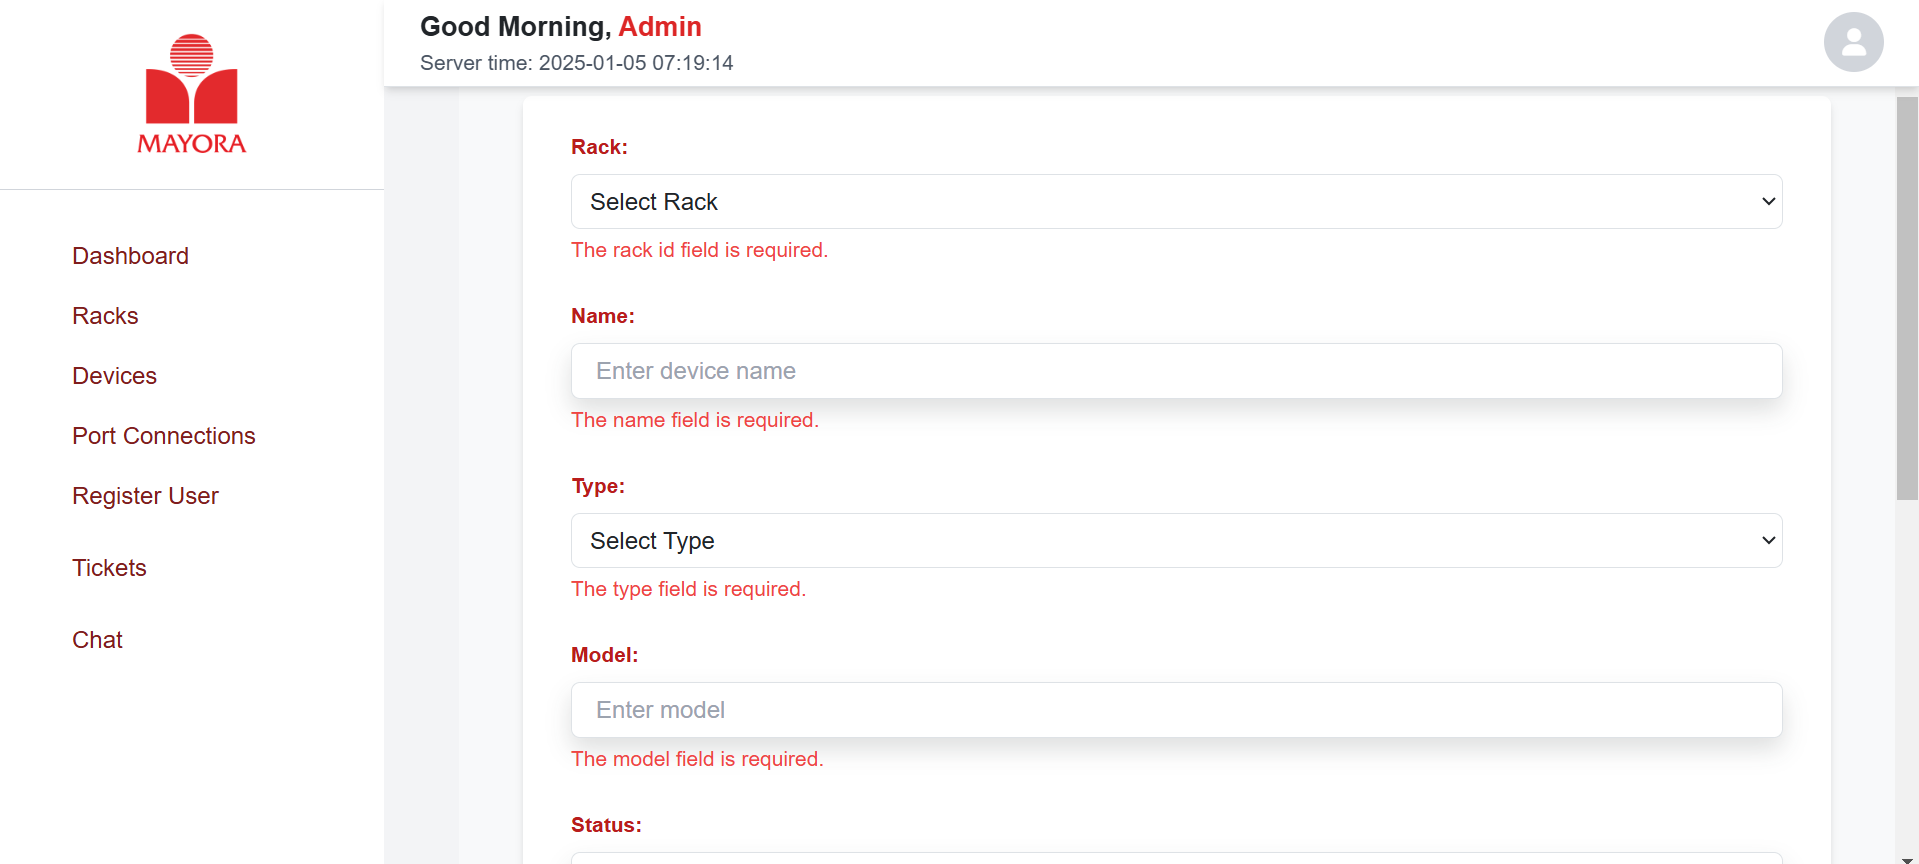 MAYORA
Dashboard
Racks
Devices
Port Connections
Register User
Tickets
Chat
Good Morning, Admin
Server time: 2025-01-05 07:19:14
Rack:
Select Rack
The rack id field is required.
Name:
Enter device name
The name field is required.
Type:
Select Type
The type field is required.
Model:
Enter model
The model field is required.
Status: